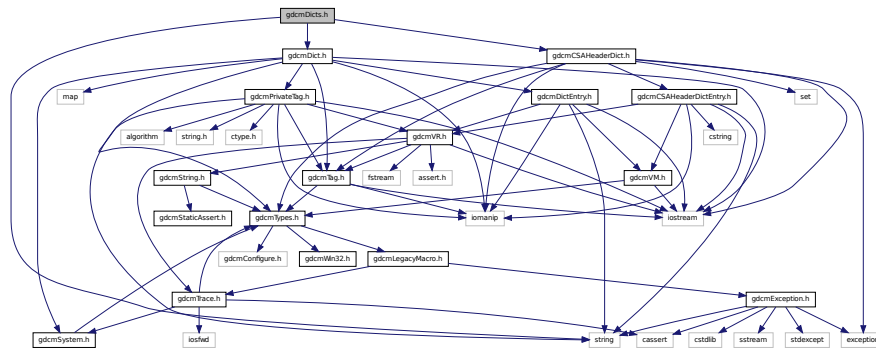 gdcmDicts.h
gdcmDict.h
gdcmCSAHeaderDict.h
map
gdcmPrivateTag.h
gdcmDictEntry.h
gdcmCSAHeaderDictEntry.h
set
algorithm
string.h
ctype.h
gdcmVR.h
cstring
gdcmString.h
gdcmTag.h
fstream
assert.h
gdcmVM.h
gdcmStaticAssert.h
gdcmTypes.h
iomanip
iostream
gdcmConfigure.h
gdcmWin32.h
gdcmLegacyMacro.h
gdcmTrace.h
gdcmException.h
gdcmSystem.h
iosfwd
string
cassert
cstdlib
sstream
stdexcept
exception